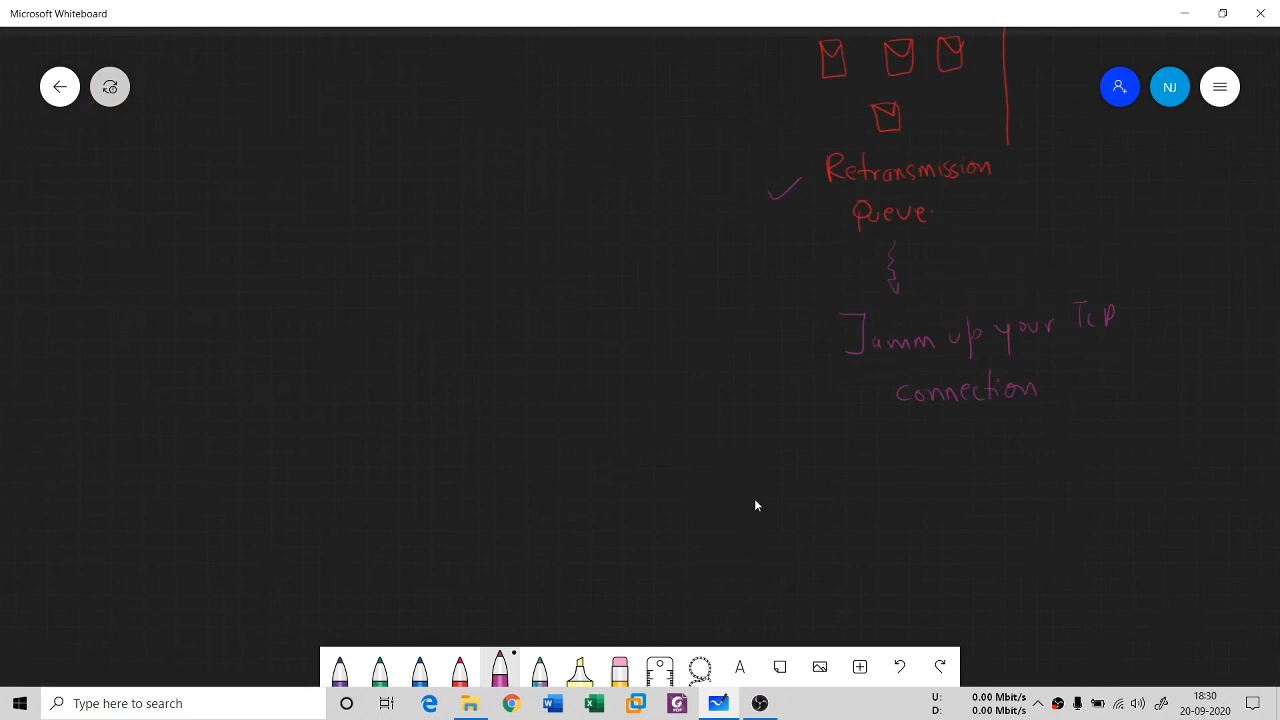 Microsoft Whiteboard
NJ
Retransmission
Queue
Jamm up your TCP
connection
A
U: 0.00 Mbit/s
D: 0.00 Mbit/s
18:30
20-09-2020
Type here to search